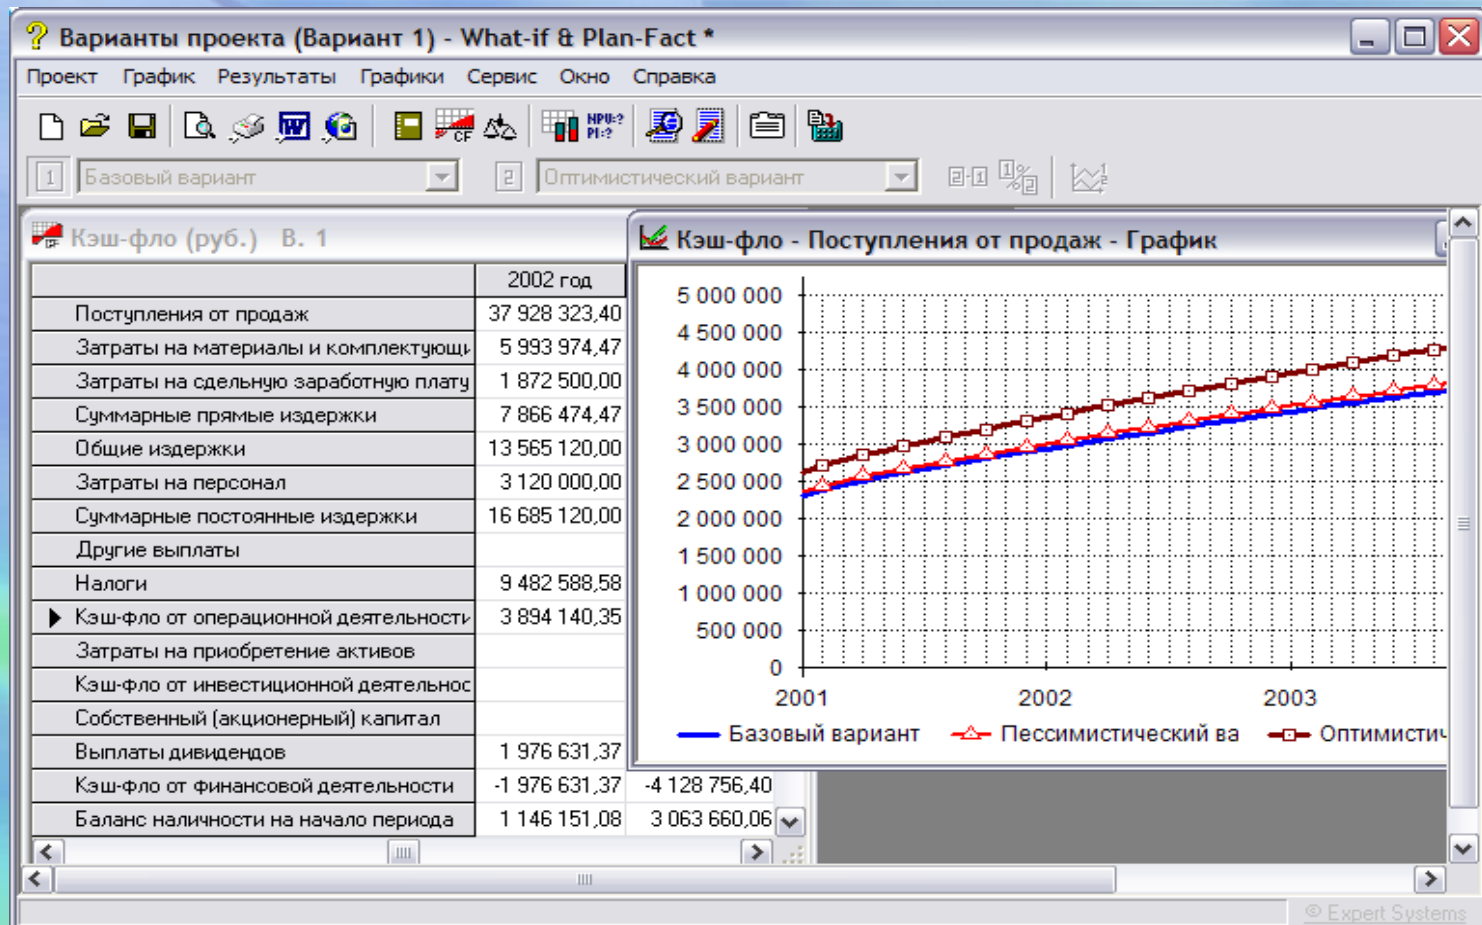 Варианты проекта (Вариант 1) - What-if & Plan-Fact *
Проект График Результаты Графики Сервис Окно Справка
CF NPV:? PI:?
1 Базовый вариант 2 Оптимистический вариант 2-1 1%2 1 2
Кэш-фло (руб.) В. 1
2002 год
Поступления от продаж 37 928 323,40
Затраты на материалы и комплектующи 5 993 974,47
Затраты на сдельную заработную плату 1 872 500,00
Суммарные прямые издержки 7 866 474,47
Общие издержки 13 565 120,00
Затраты на персонал 3 120 000,00
Суммарные постоянные издержки 16 685 120,00
Другие выплаты
Налоги 9 482 588,58
Кэш-фло от операционной деятельности 3 894 140,35
Затраты на приобретение активов
Кэш-фло от инвестиционной деятельнос
Собственный (акционерный) капитал
Выплаты дивидендов 1 976 631,37
Кэш-фло от финансовой деятельности -1 976 631,37 -4 128 756,40
Баланс наличности на начало периода 1 146 151,08 3 063 660,06
Кэш-фло - Поступления от продаж - График
5 000 000
4 500 000
4 000 000
3 500 000
3 000 000
2 500 000
2 000 000
1 500 000
1 000 000
500 000
0
2001 2002 2003
Базовый вариант Пессимистический ва Оптимистич
© Expert Systems